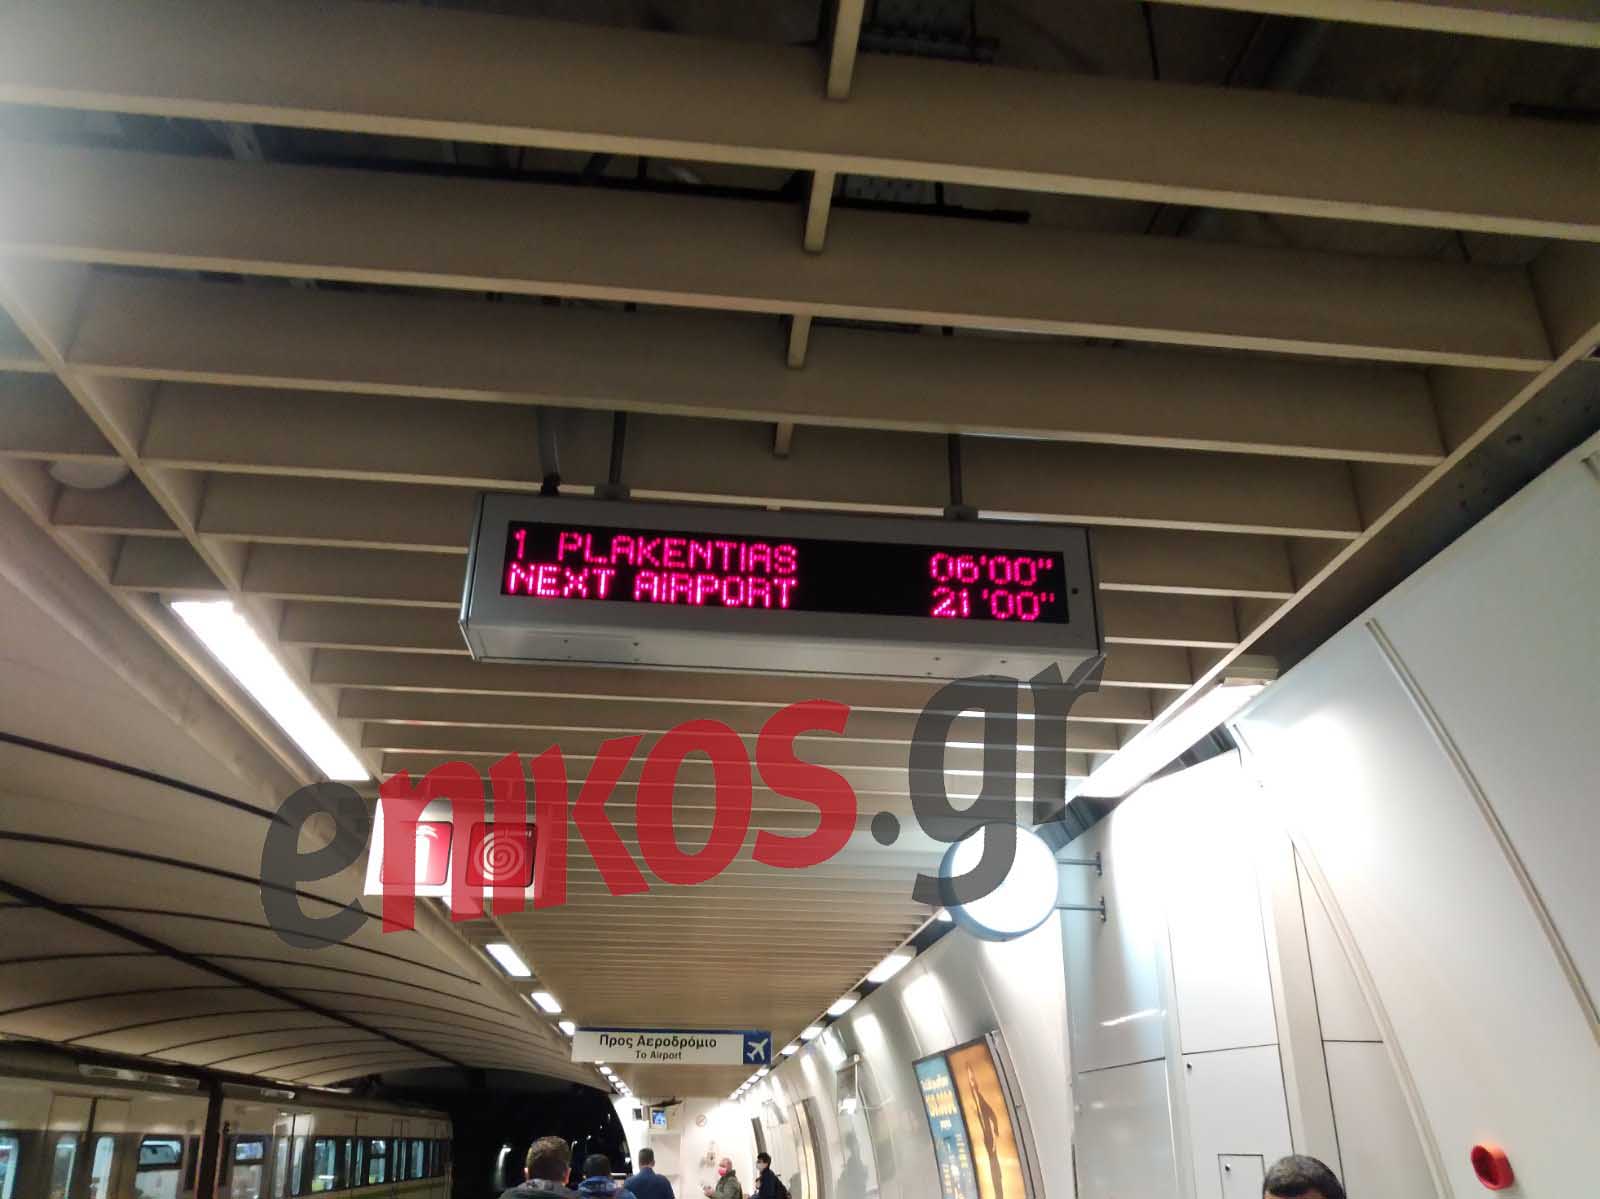 1 PLAKENTIAS 06'00"
NEXT AIRPORT 21'00"
enikos.gr
Προς Αεροδρόμιο
To Airport